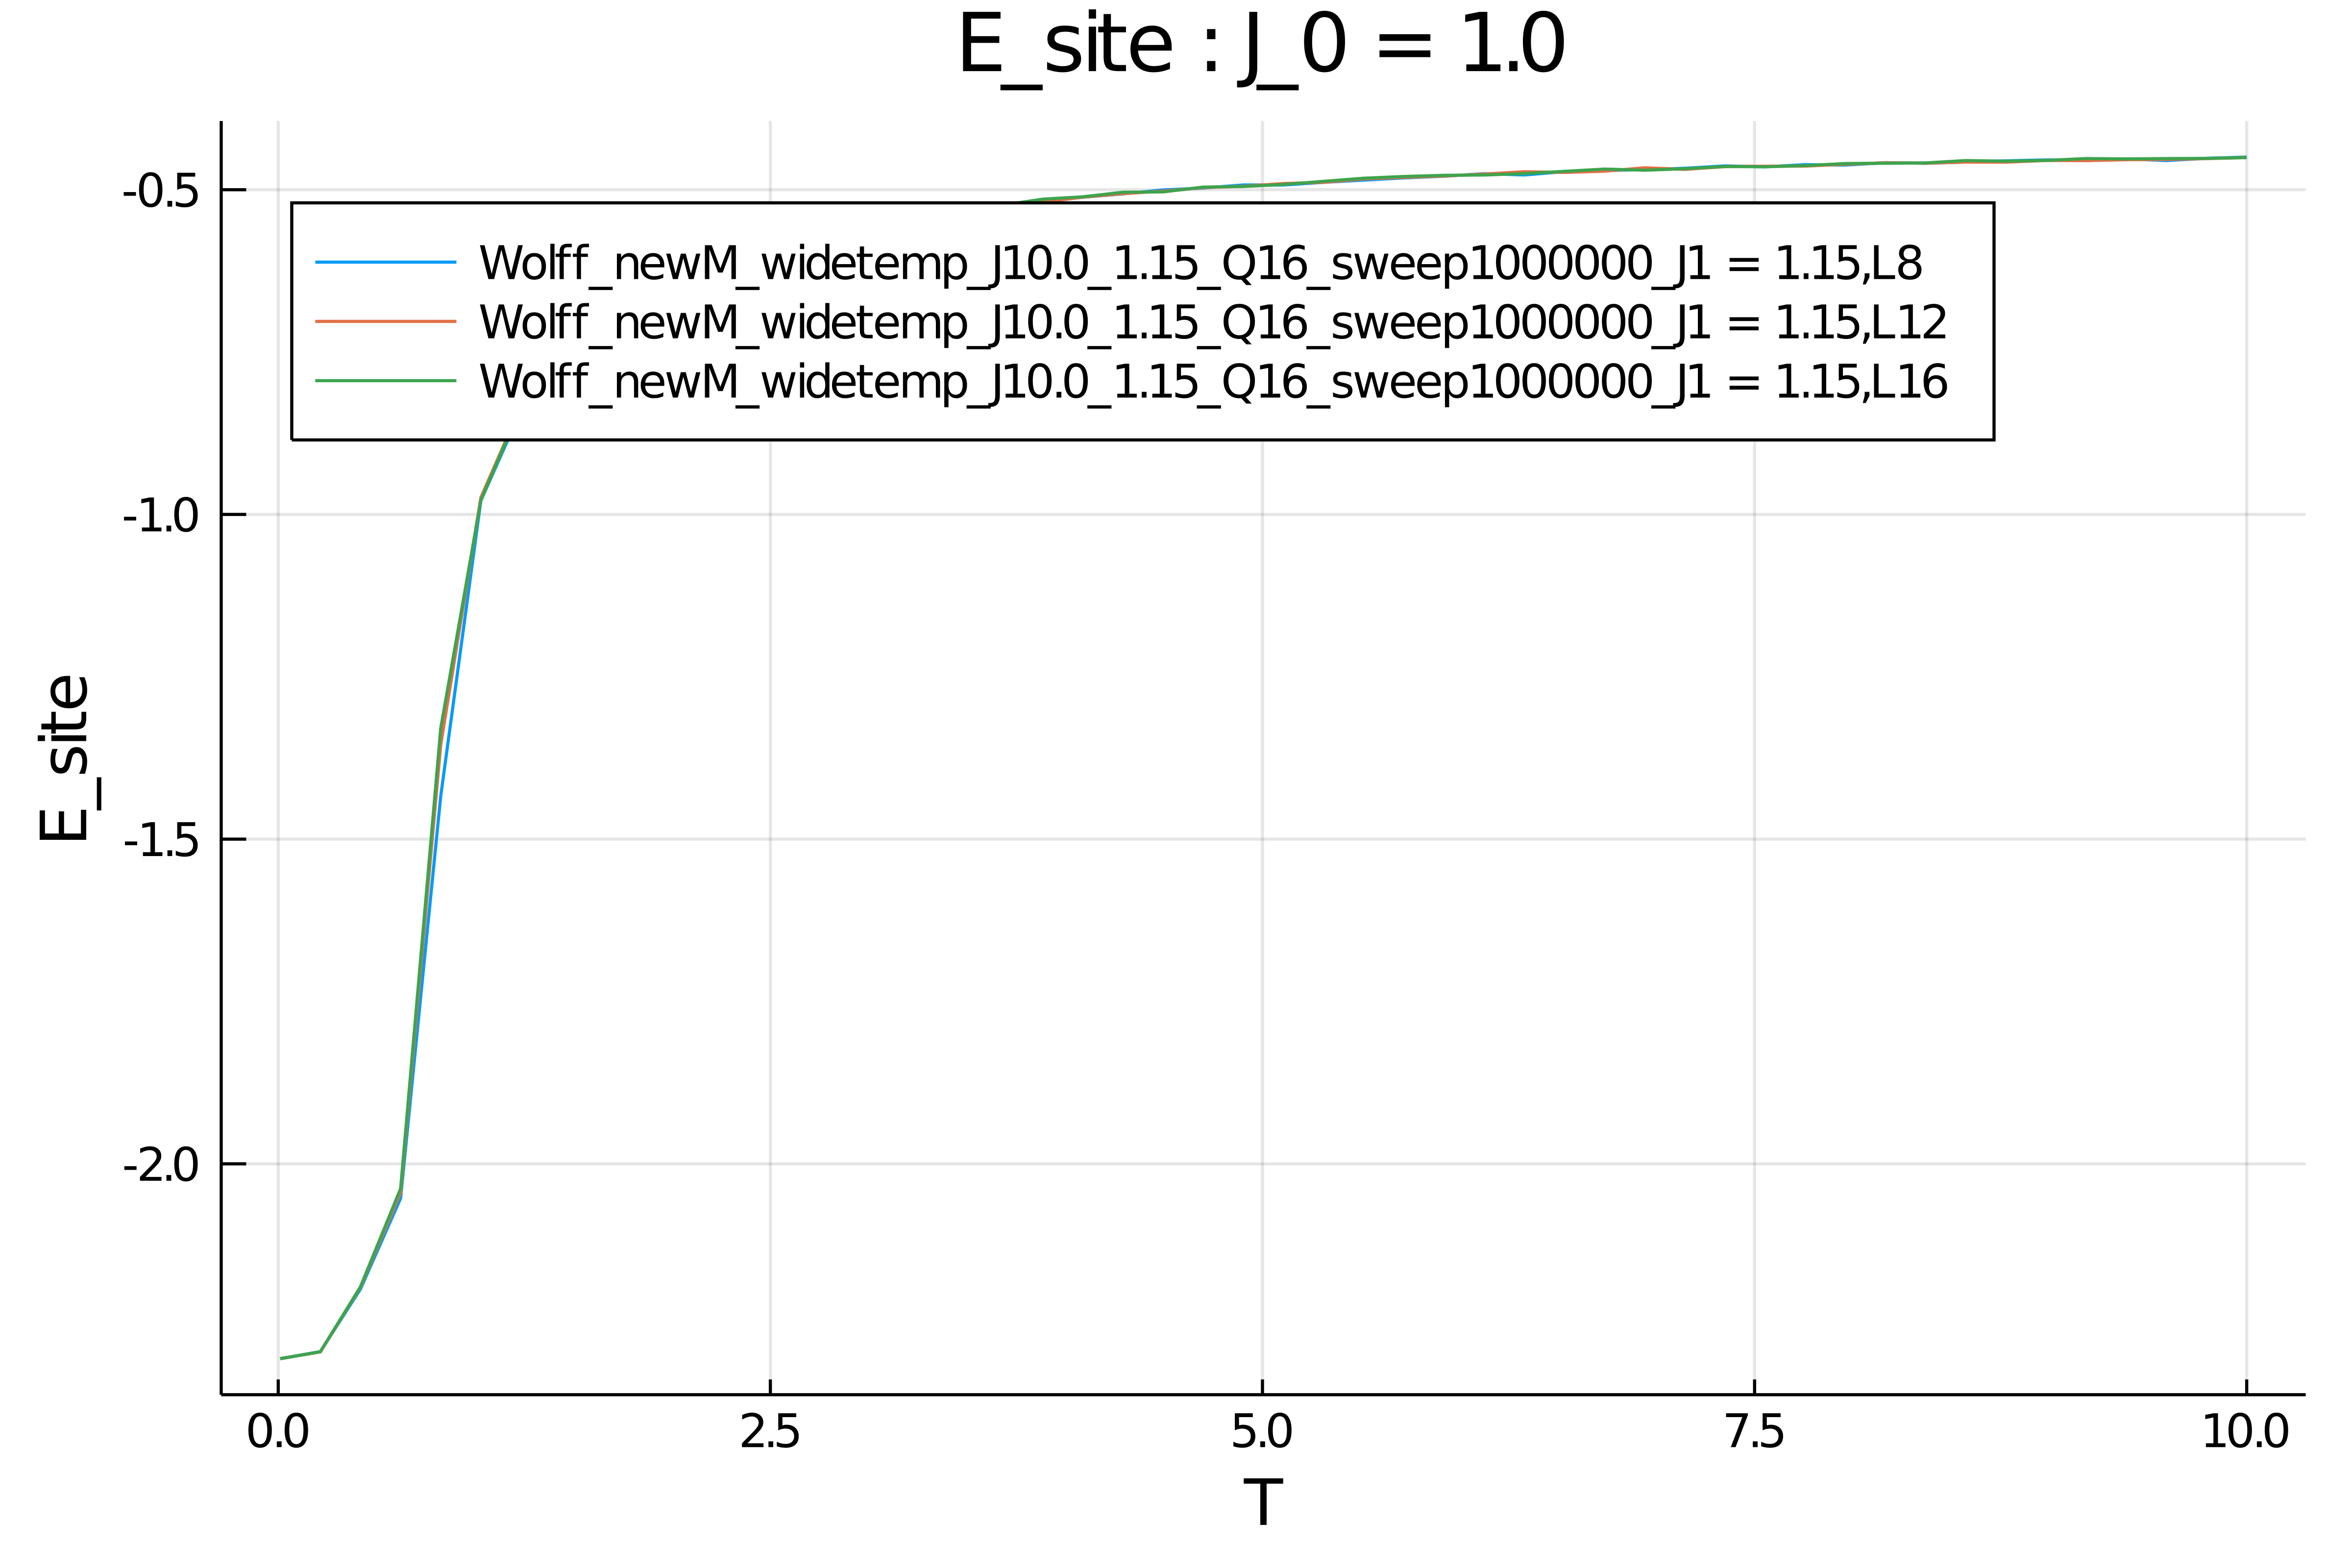 E_site : J_0 = 1.0
-0.5
Wolff_newM_widetemp_J10.0_1.15_Q16_sweep1000000_J1 = 1.15,L8
Wolff_newM_widetemp_J10.0_1.15_Q16_sweep1000000_J1 = 1.15,L12
Wolff_newM_widetemp_J10.0_1.15_Q16_sweep1000000_J1 = 1.15,L16
-1.0
E_site
-1.5
-2.0
0.0 2.5 5.0 7.5 10.0
T